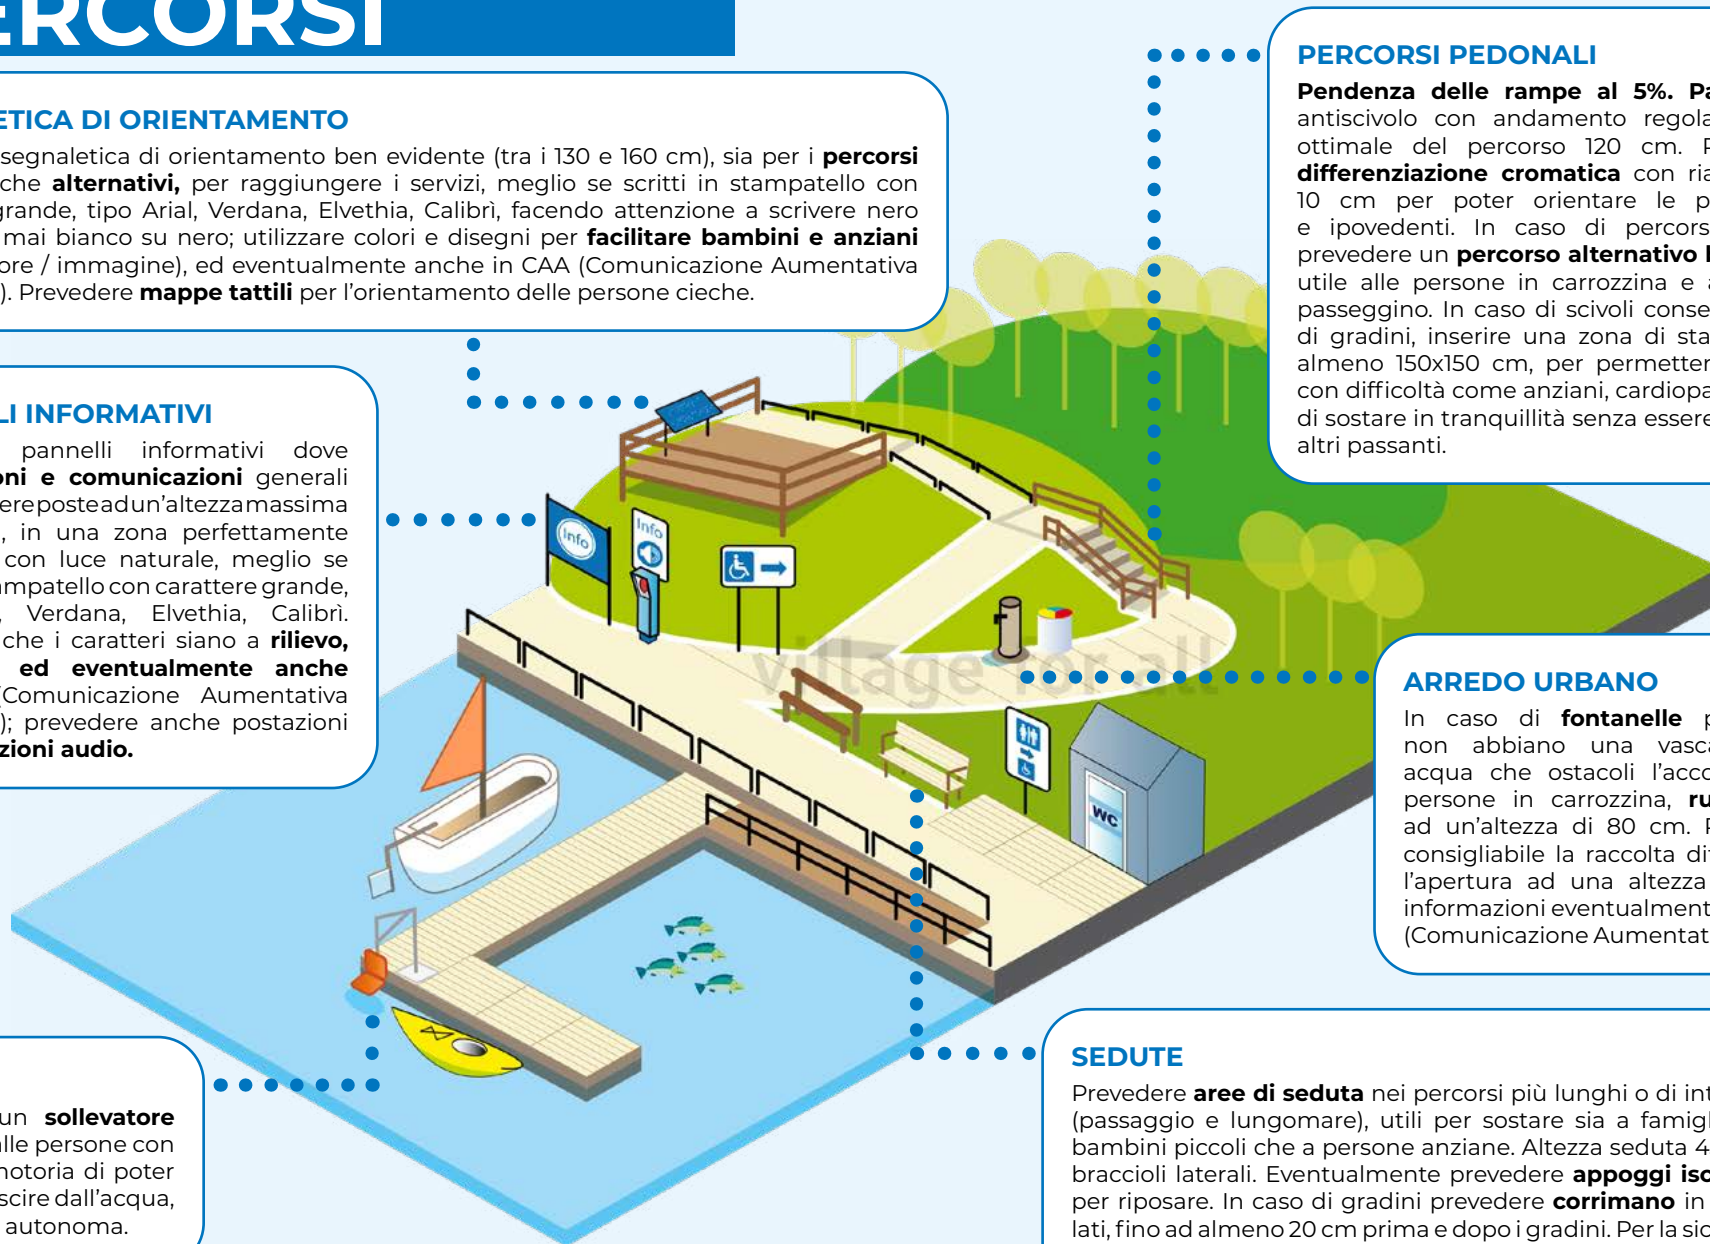 ERCORSI
ETICA DI ORIENTAMENTO
segnaletica di orientamento ben evidente (tra i 130 e 160 cm), sia per i percorsi
che alternativi, per raggiungere i servizi, meglio se scritti in stampatello con
grande, tipo Arial, Verdana, Elvethia, Calibrì, facendo attenzione a scrivere nero
mai bianco su nero; utilizzare colori e disegni per facilitare bambini e anziani
ore / immagine), ed eventualmente anche in CAA (Comunicazione Aumentativa
). Prevedere mappe tattili per l'orientamento delle persone cieche.
LI INFORMATIVI
pannelli informativi dove
oni e comunicazioni generali
ere poste ad un'altezza massima
, in una zona perfettamente
con luce naturale, meglio se
ampatello con carattere grande,
, Verdana, Elvethia, Calibrì.
che i caratteri siano a rilievo,
ed eventualmente anche
(Comunicazione Aumentativa
); prevedere anche postazioni
zioni audio.
un sollevatore
alle persone con
notoria di poter
scire dall'acqua,
autonoma.
PERCORSI PEDONALI
Pendenza delle rampe al 5%. Pa
antiscivolo con andamento regola
ottimale del percorso 120 cm. P
differenziazione cromatica con ria
10 cm per poter orientare le p
e ipovedenti. In caso di percors
prevedere un percorso alternativo l
utile alle persone in carrozzina e a
passeggino. In caso di scivoli conse
di gradini, inserire una zona di sta
almeno 150x150 cm, per permetter
con difficoltà come anziani, cardiopa
di sostare in tranquillità senza essere
altri passanti.
Info
Info
village for all
WC
ARREDO URBANO
In caso di fontanelle p
non abbiano una vasca
acqua che ostacoli l'acco
persone in carrozzina, ru
ad un'altezza di 80 cm. P
consigliabile la raccolta dif
l'apertura ad una altezza
informazioni eventualment
(Comunicazione Aumentat
SEDUTE
Prevedere aree di seduta nei percorsi più lunghi o di int
(passaggio e lungomare), utili per sostare sia a famigl
bambini piccoli che a persone anziane. Altezza seduta 4
braccioli laterali. Eventualmente prevedere appoggi isc
per riposare. In caso di gradini prevedere corrimano in
lati, fino ad almeno 20 cm prima e dopo i gradini. Per la sic